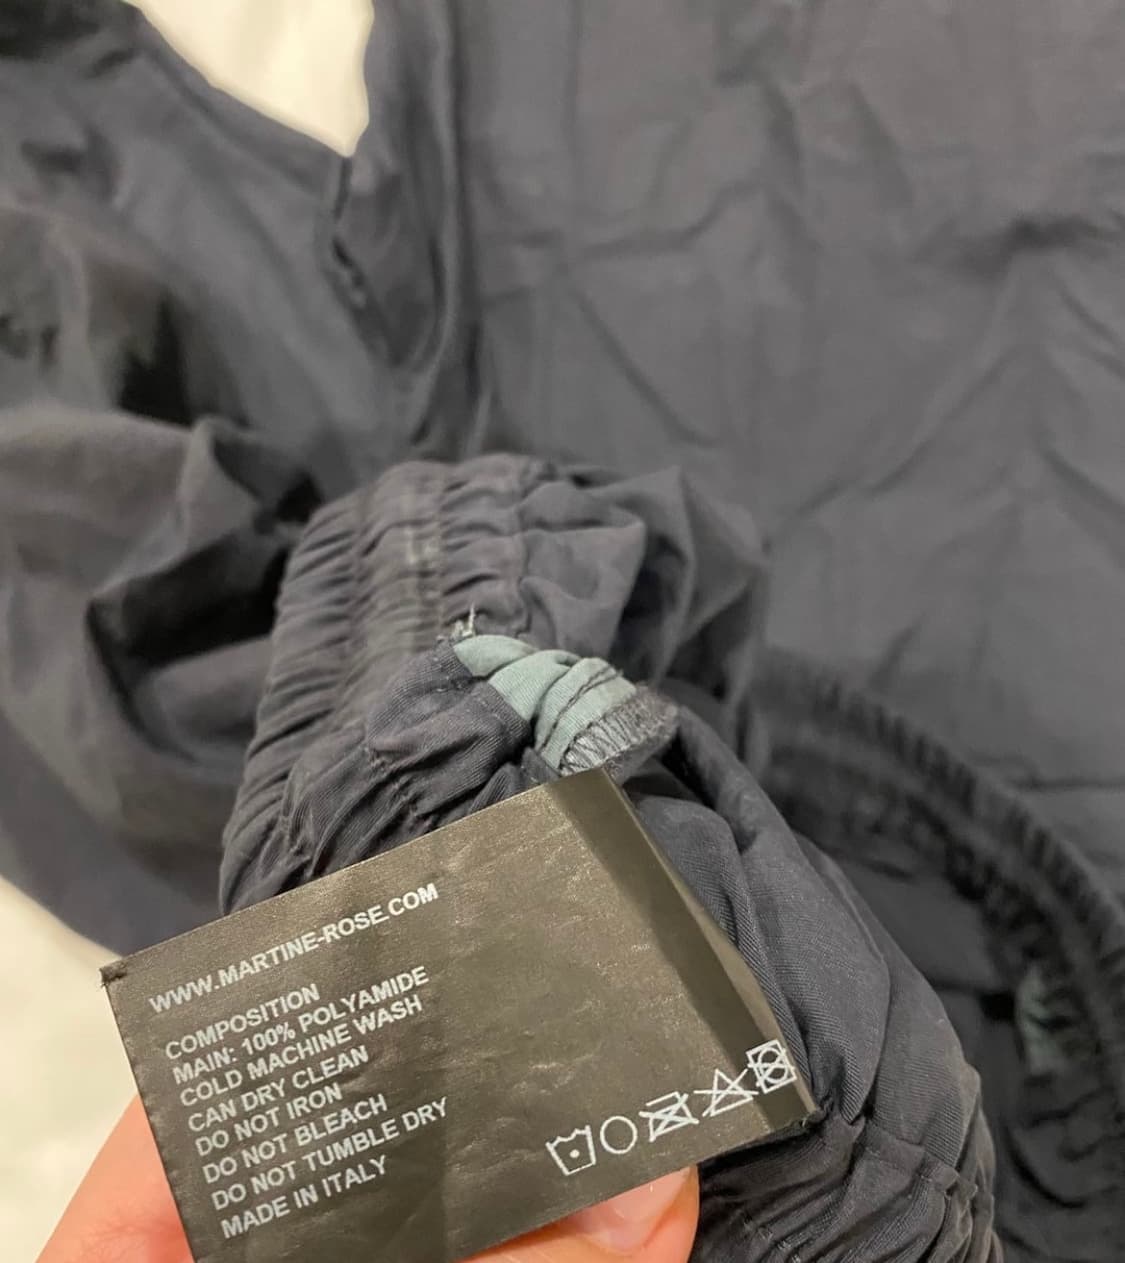 WWW.MARTINE-ROSE.COM
COMPOSITION
MAIN: 100% POLYAMIDE
COLD MACHINE WASH
CAN DRY CLEAN
DO NOT IRON
DO NOT BLEACH
DO NOT TUMBLE DRY
MADE IN ITALY